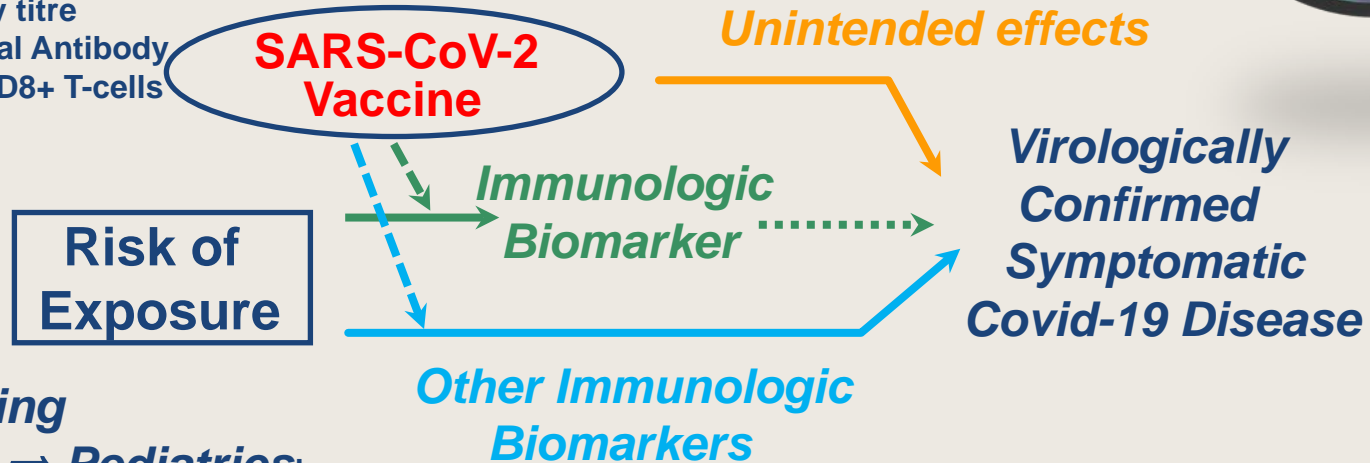 titre
al Antibody
D8+ T-cells
SARS-CoV-2
Vaccine
Unintended effects
Immunologic
Biomarker
Virologically
Confirmed
Symptomatic
Covid-19 Disease
Risk of
Exposure
Other Immunologic
Biomarkers
ing
→ Pediatrics